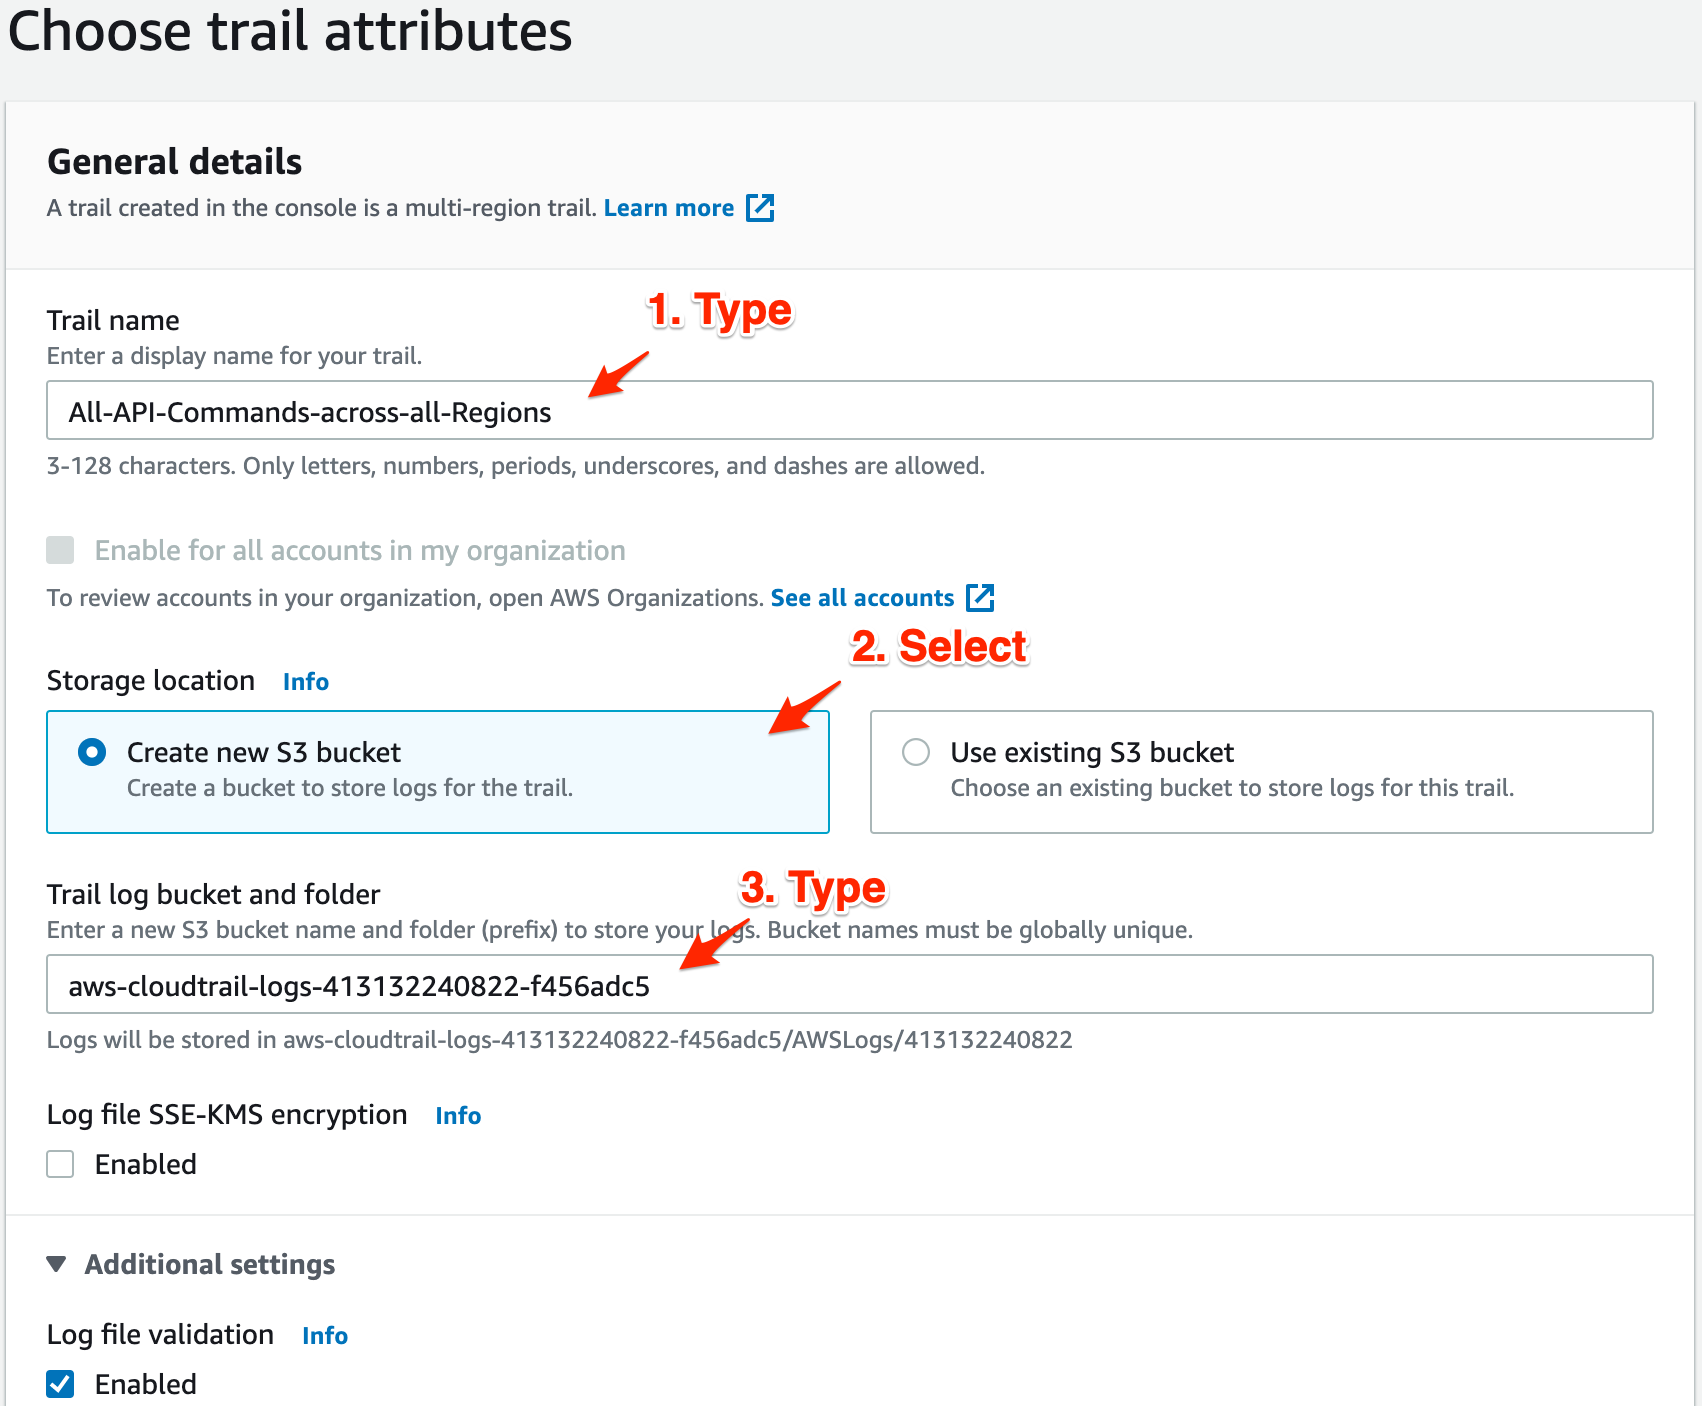 Choose trail attributes
General details
A trail created in the console is a multi-region trail. Learn more
1. Type
Trail name
Enter a display name for your trail.
All-API-Commands-across-all-Regions
3-128 characters. Only letters, numbers, periods, underscores, and dashes are allowed.
Enable for all accounts in my organization
To review accounts in your organization, open AWS Organizations. See all accounts
2. Select
Storage location Info
Create new S3 bucket
Create a bucket to store logs for the trail.
Use existing S3 bucket
Choose an existing bucket to store logs for this trail.
3. Type
Trail log bucket and folder
Enter a new S3 bucket name and folder (prefix) to store your logs. Bucket names must be globally unique.
aws-cloudtrail-logs-413132240822-f456adc5
Logs will be stored in aws-cloudtrail-logs-413132240822-f456adc5/AWSLogs/413132240822
Log file SSE-KMS encryption Info
Enabled
Additional settings
Log file validation Info
Enabled